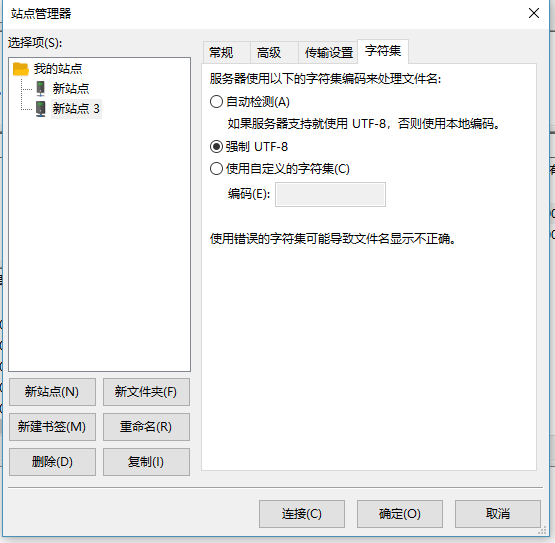 站点管理器
选择项(S):
我的站点
新站点
新站点 3
新站点(N)
新文件夹(F)
新建书签(M)
重命名(R)
删除(D)
复制(I)
常规
高级
传输设置
字符集
服务器使用以下的字符集编码来处理文件名:
自动检测(A)
如果服务器支持就使用 UTF-8，否则使用本地编码。
强制 UTF-8
使用自定义的字符集(C)
编码(E):
使用错误的字符集可能导致文件名显示不正确。
连接(C)
确定(O)
取消